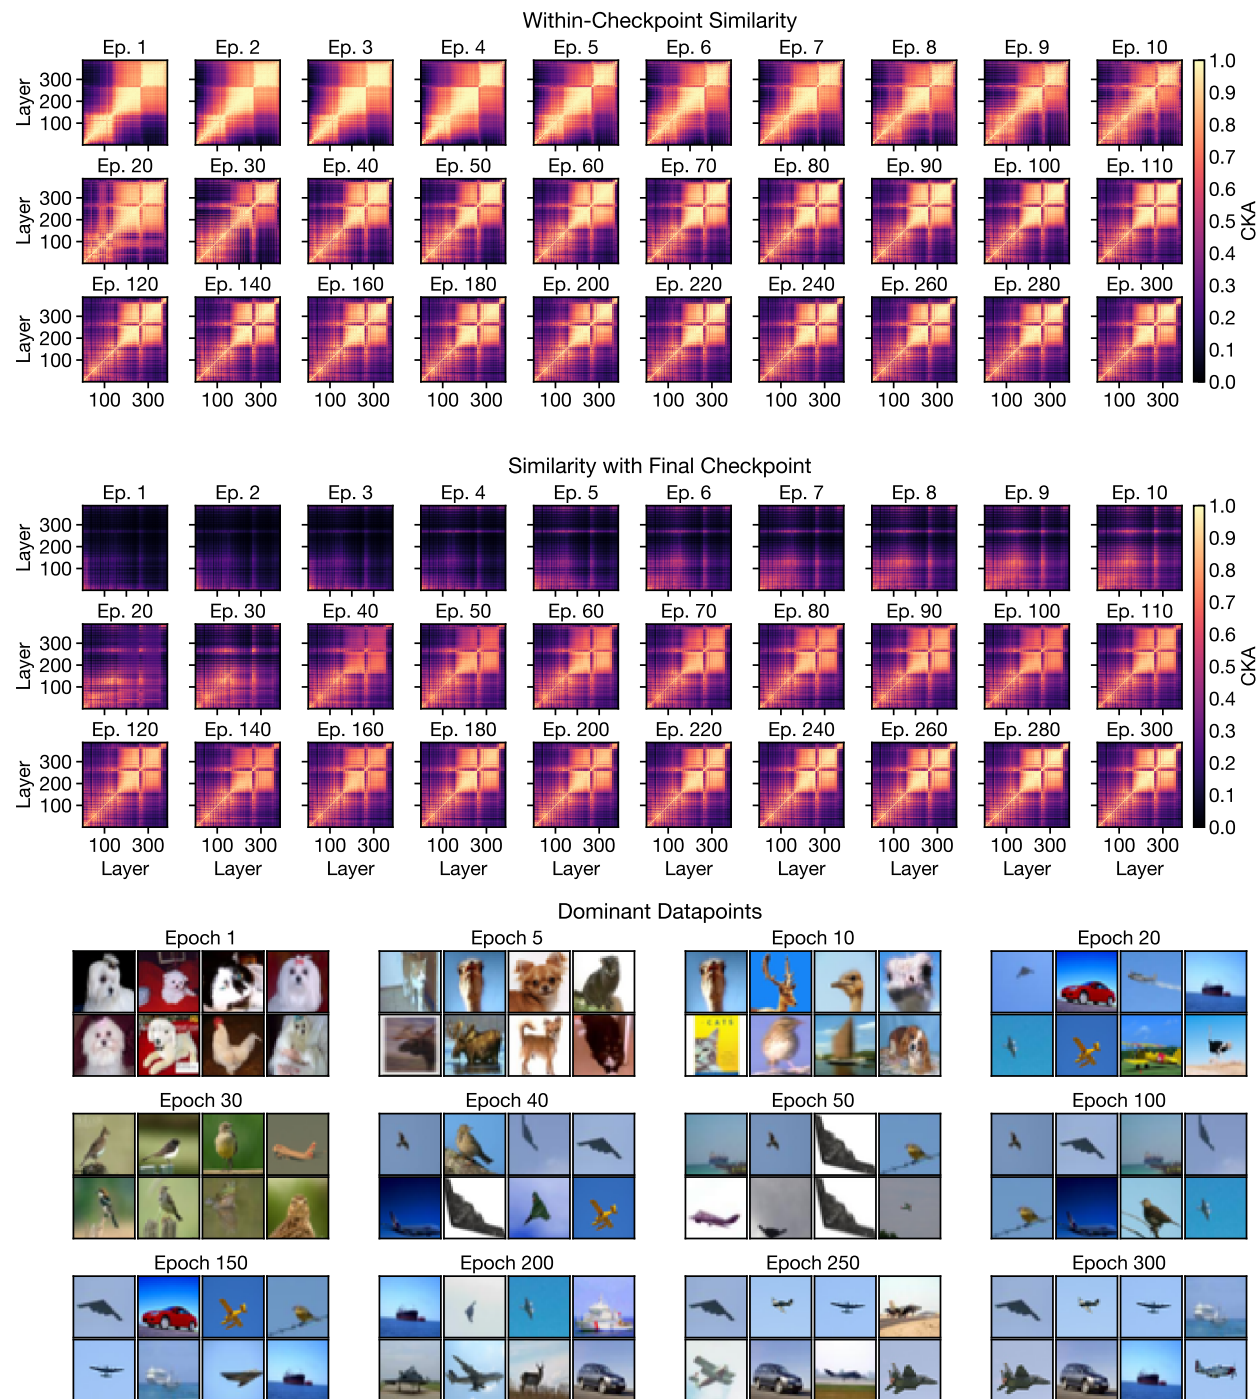 Within-Checkpoint Similarity
Ep. 1 Ep. 2 Ep. 3 Ep. 4 Ep. 5 Ep. 6 Ep. 7 Ep. 8 Ep. 9 Ep. 10
Layer 300 200 100
Ep. 20 Ep. 30 Ep. 40 Ep. 50 Ep. 60 Ep. 70 Ep. 80 Ep. 90 Ep. 100 Ep. 110
Layer 300 200 100
Ep. 120 Ep. 140 Ep. 160 Ep. 180 Ep. 200 Ep. 220 Ep. 240 Ep. 260 Ep. 280 Ep. 300
Layer 300 200 100
100 300 100 300 100 300 100 300 100 300 100 300 100 300 100 300 100 300 100 300
1.0
0.9
0.8
0.7
0.6
0.5
0.4
0.3
0.2
0.1
0.0
CKA
Similarity with Final Checkpoint
Ep. 1 Ep. 2 Ep. 3 Ep. 4 Ep. 5 Ep. 6 Ep. 7 Ep. 8 Ep. 9 Ep. 10
Layer 300 200 100
Ep. 20 Ep. 30 Ep. 40 Ep. 50 Ep. 60 Ep. 70 Ep. 80 Ep. 90 Ep. 100 Ep. 110
Layer 300 200 100
Ep. 120 Ep. 140 Ep. 160 Ep. 180 Ep. 200 Ep. 220 Ep. 240 Ep. 260 Ep. 280 Ep. 300
Layer 300 200 100
100 300 100 300 100 300 100 300 100 300 100 300 100 300 100 300 100 300 100 300
Layer Layer Layer Layer Layer Layer Layer Layer Layer Layer
1.0
0.9
0.8
0.7
0.6
0.5
0.4
0.3
0.2
0.1
0.0
CKA
Dominant Datapoints
Epoch 1 Epoch 5 Epoch 10 Epoch 20
CATS
Epoch 30 Epoch 40 Epoch 50 Epoch 100
Epoch 150 Epoch 200 Epoch 250 Epoch 300